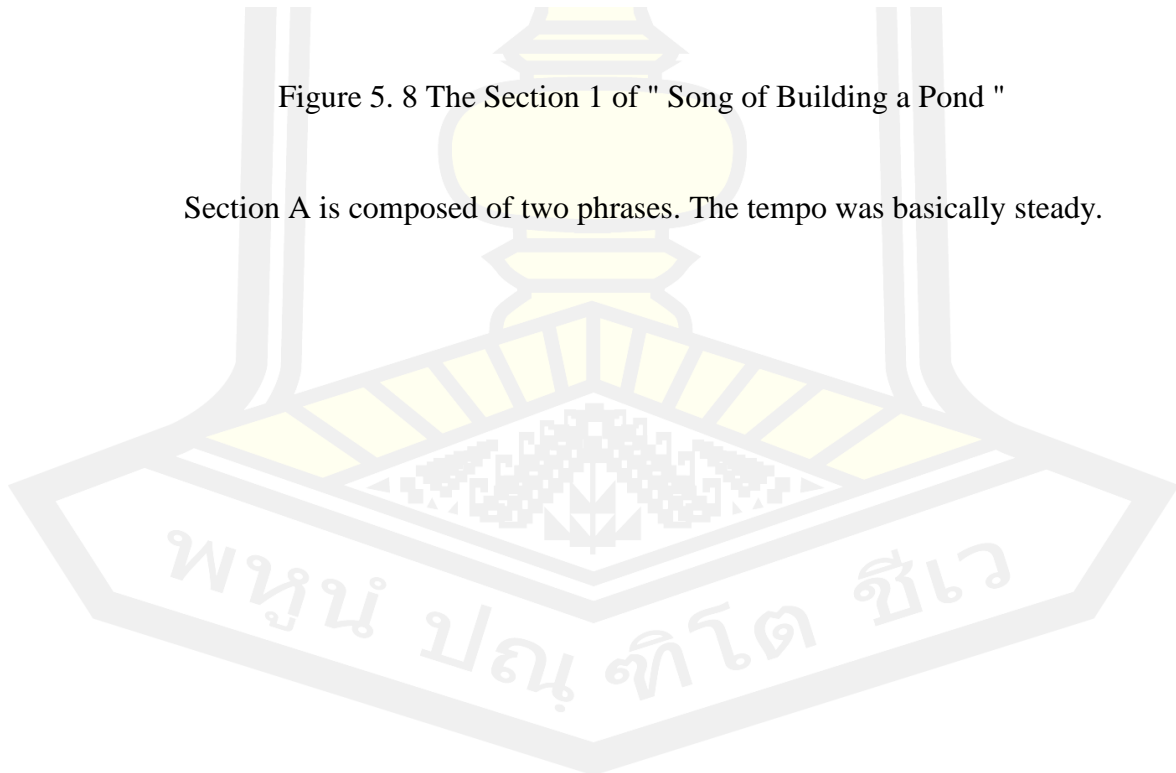 Figure 5. 8 The Section 1 of " Song of Building a Pond "
Section A is composed of two phrases. The tempo was basically steady.
พหูนํ ปณฺฑิโต ชีเว